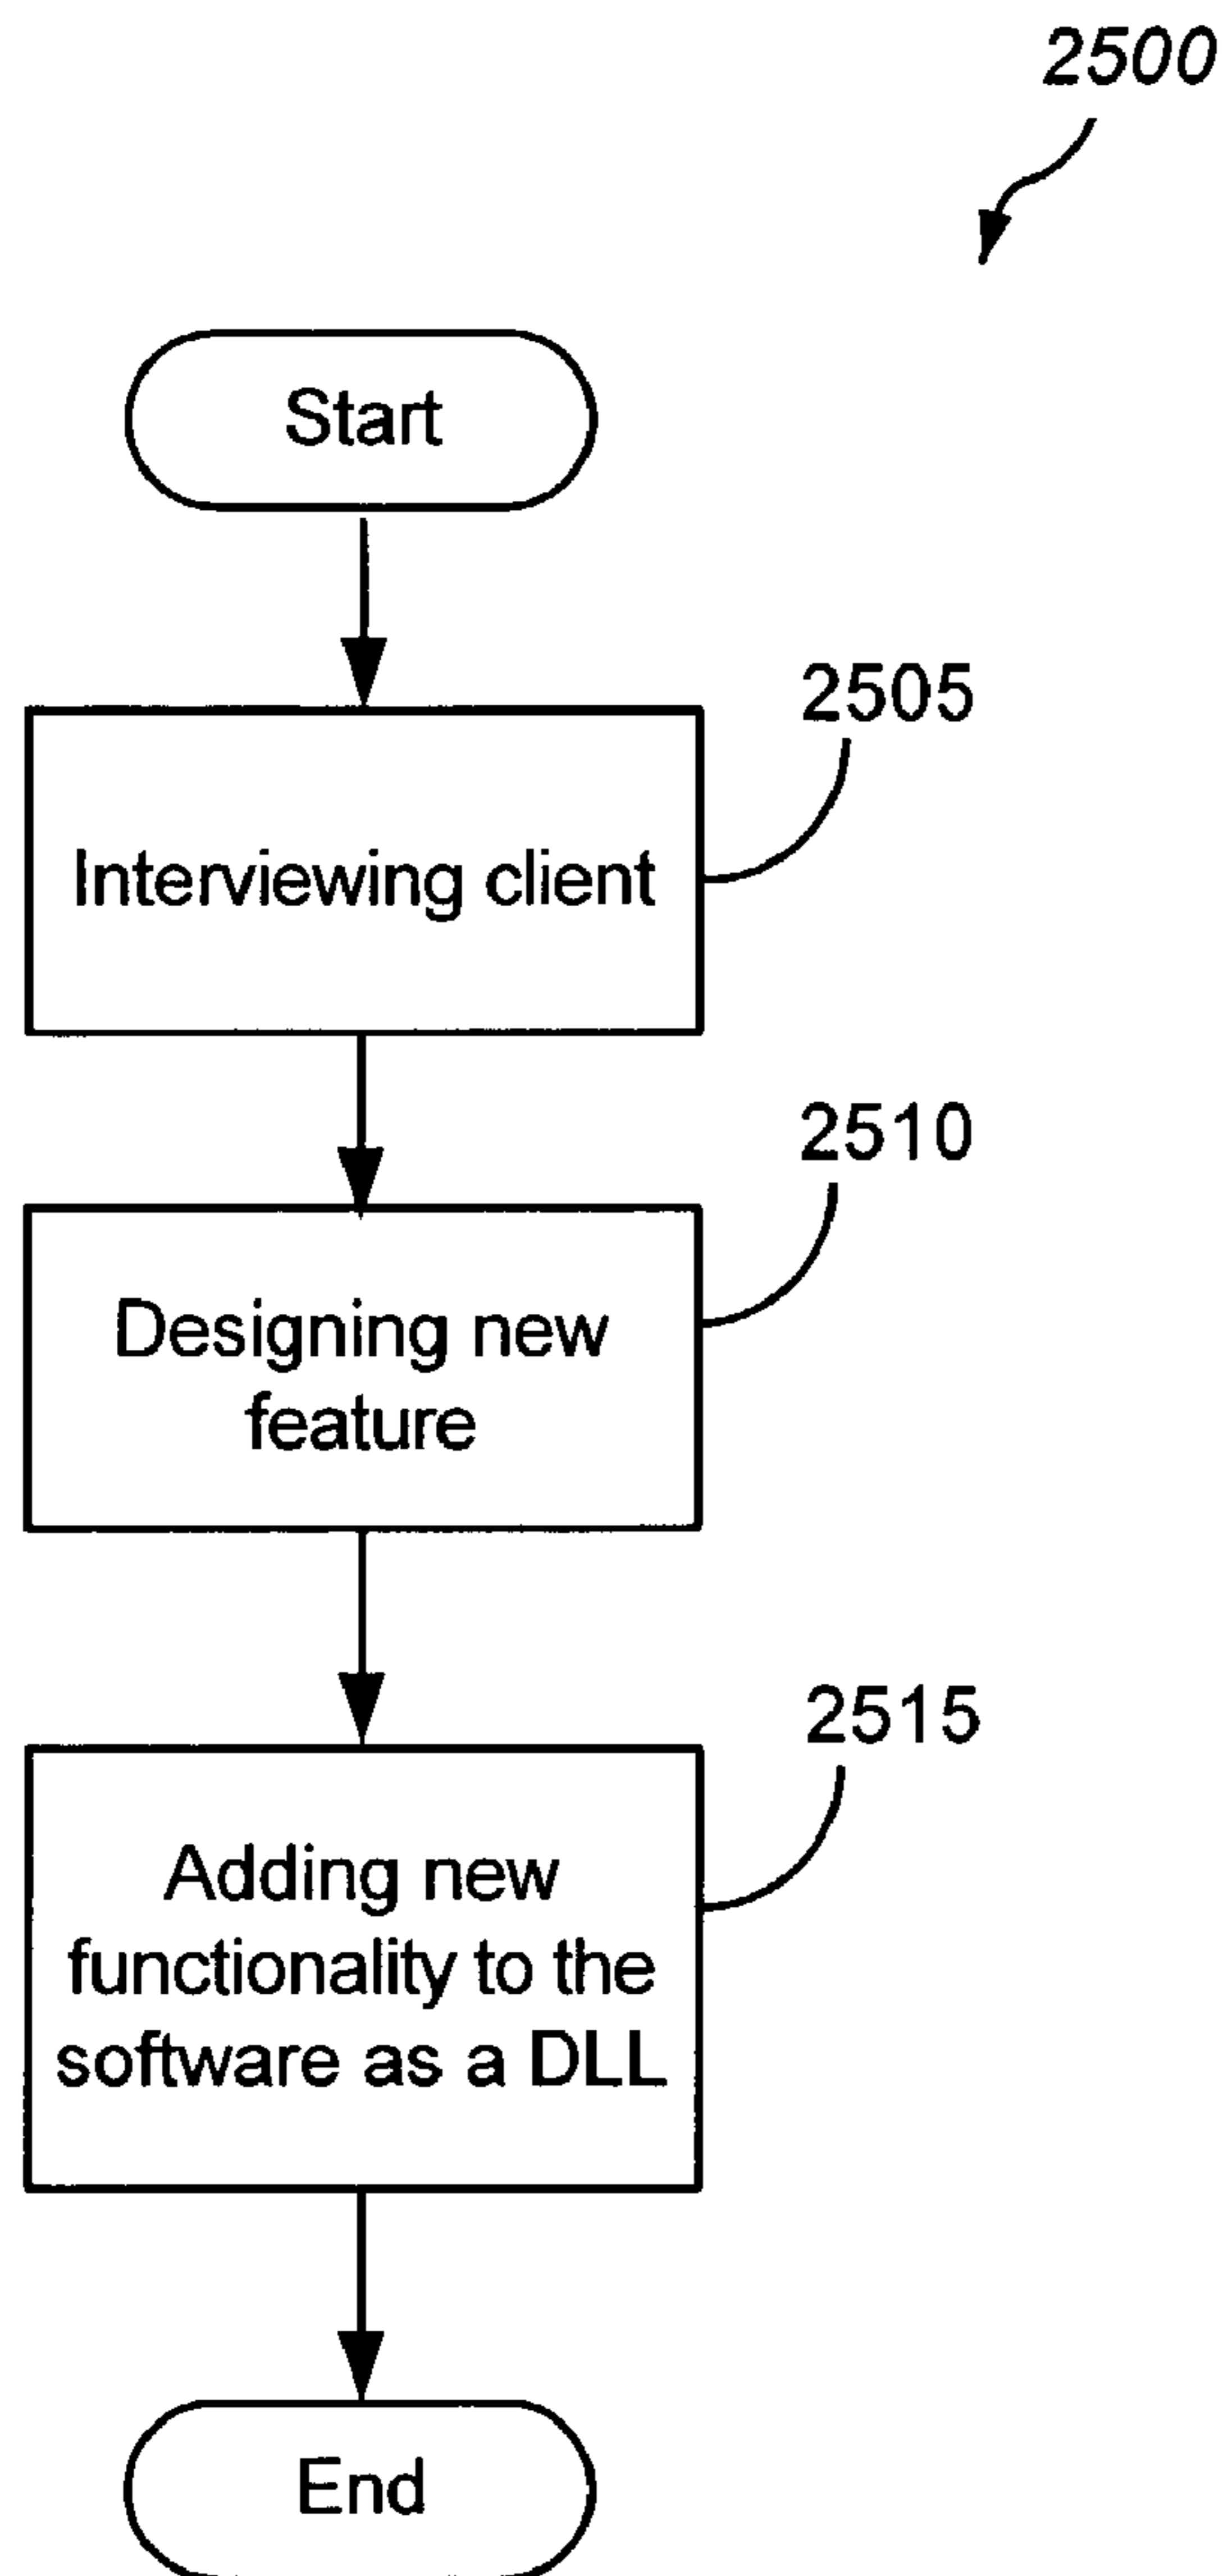 2500
Start
2505
Interviewing client
2510
Designing new
feature
2515
Adding new
functionality to the
software as a DLL
End